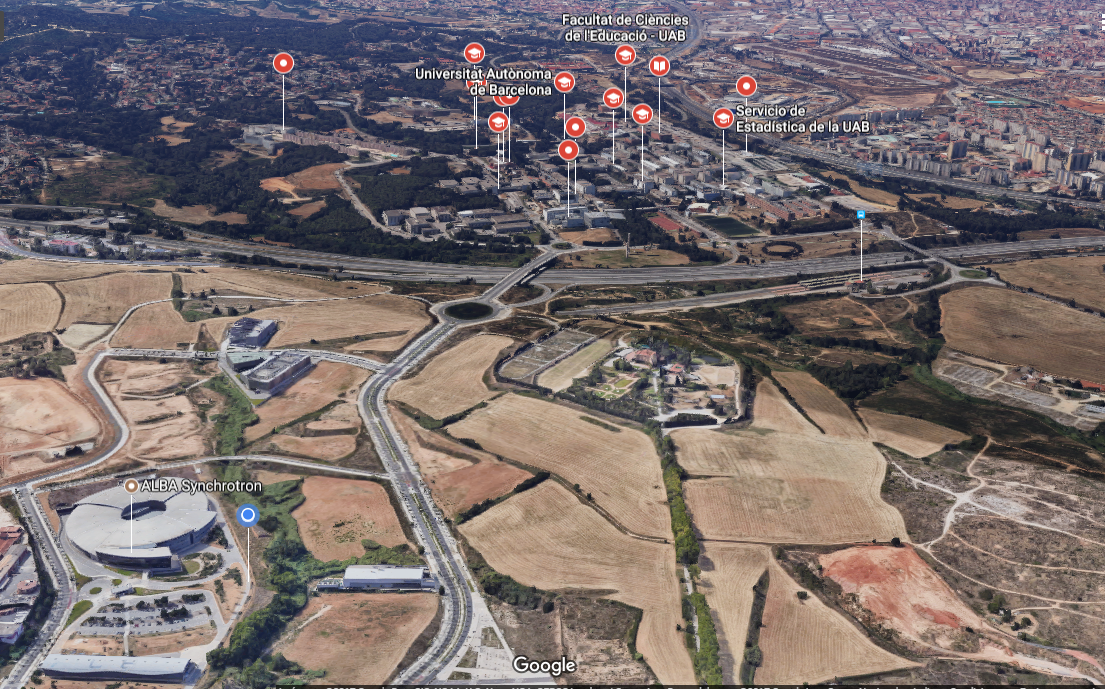 Facultat de Ciències
de l'Educació - UAB
Universitat Autònoma
de Barcelona
Servicio de
Estadística de la UAB
ALBA Synchrotron
Google